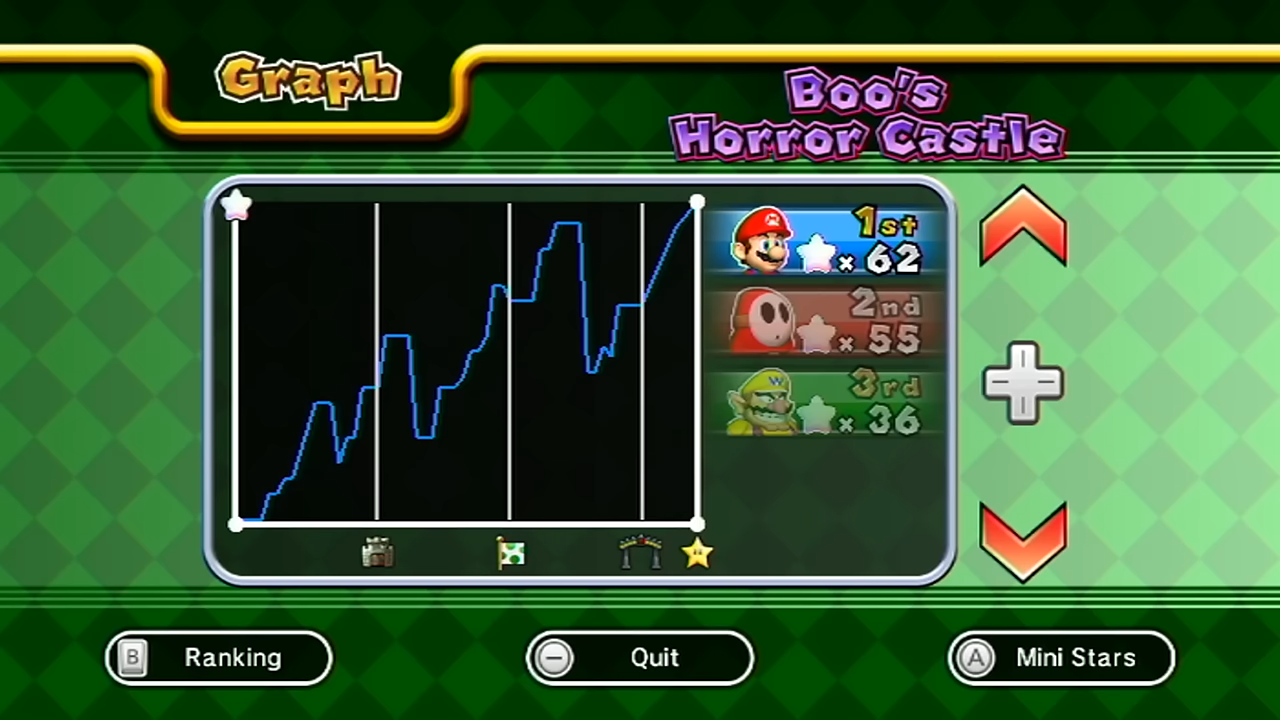 Graph
Boo's
Horror Castle
1st
× 62
2nd
× 55
3rd
× 36
B Ranking
− Quit
A Mini Stars